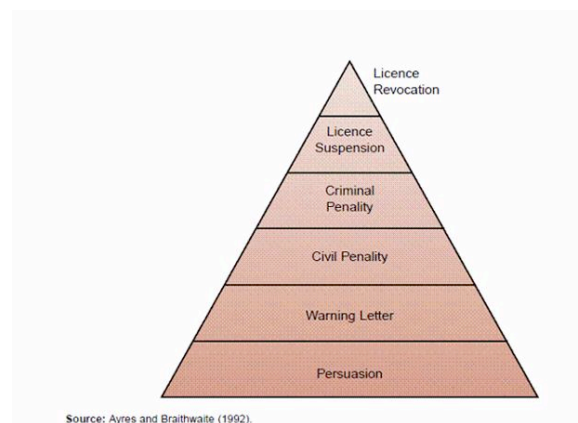 Licence
Revocation
Licence
Suspension
Criminal
Penality
Civil Penality
Warning Letter
Persuasion
Source: Ayres and Braithwaite (1992).